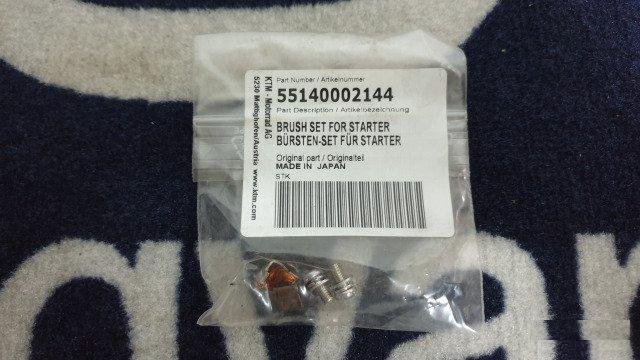 Part Number / Artikelnummer
55140002144
Part Description / Artikelbezeichnung
BRUSH SET FOR STARTER
BÜRSTEN-SET FÜR STARTER
Original part / Originalteil
MADE IN JAPAN
STK
KTM - Motorrad AG
5230 Mattighofen/Austria www.ktm.com